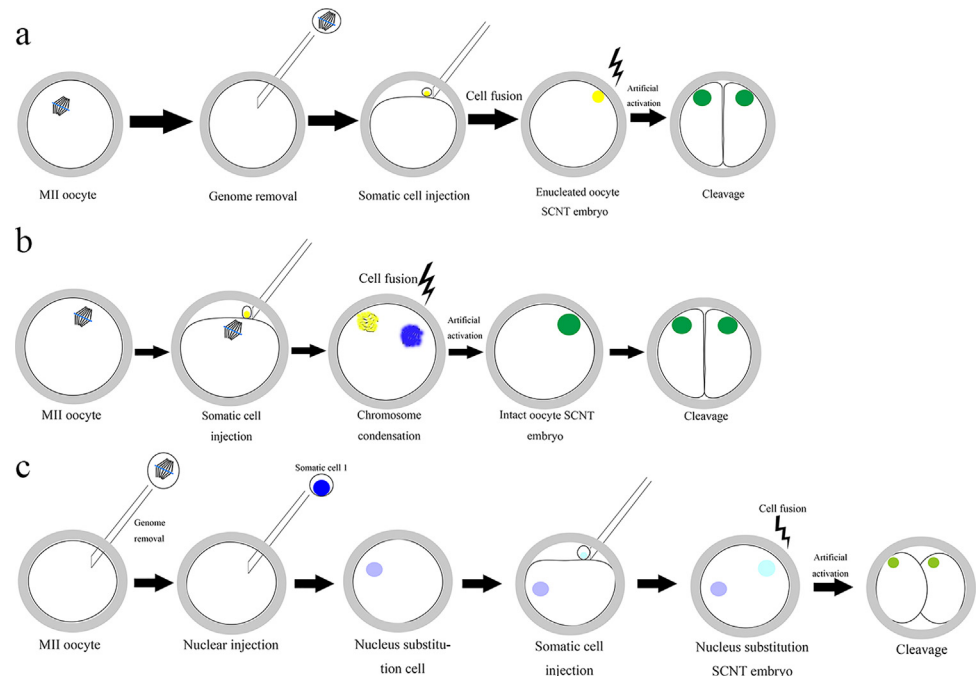 a
Cell fusion
Artificial
activation
MII oocyte
Genome removal
Somatic cell injection
Enucleated oocyte
SCNT embryo
Cleavage
b
Cell fusion
Artificial
activation
MII oocyte
Somatic cell
injection
Chromosome
condensation
Intact oocyte SCNT
embryo
Cleavage
c
Somatic cell 1
Genome
removal
Cell fusion
Artificial
activation
MII oocyte
Nuclear injection
Nucleus substitu-
tion cell
Somatic cell
injection
Nucleus substitution
SCNT embryo
Cleavage